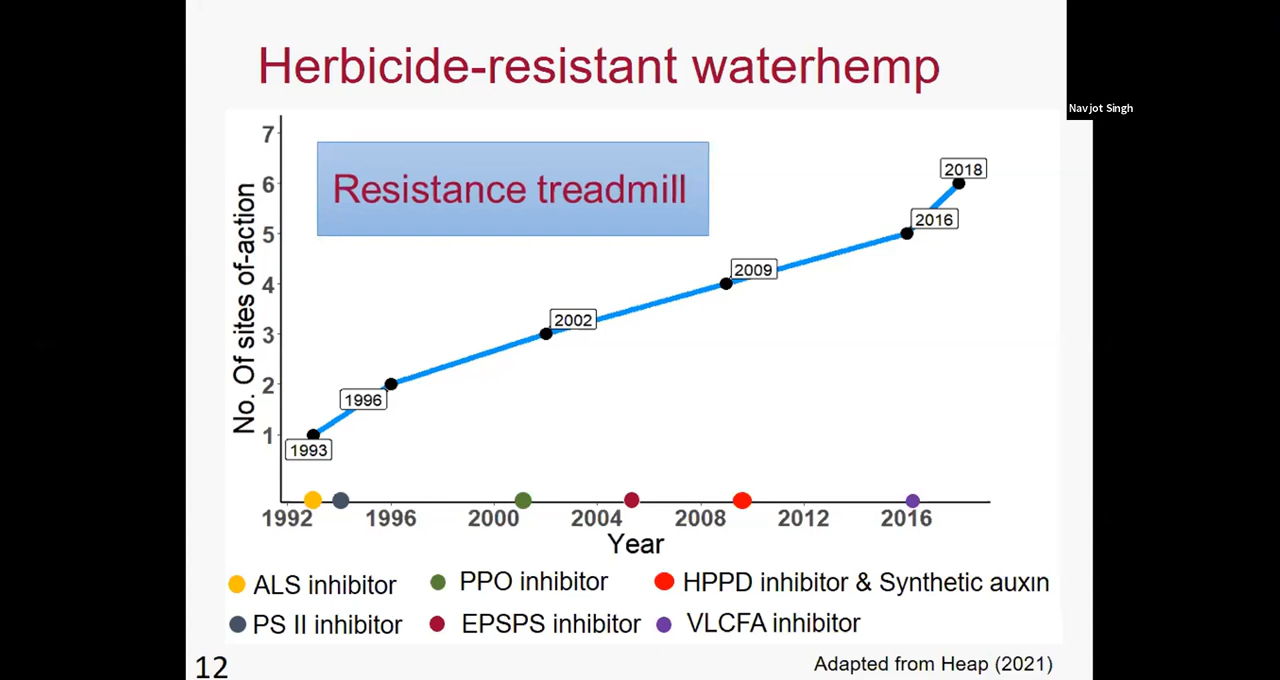 Herbicide-resistant waterhemp
Navjot Singh
Resistance treadmill
No. Of sites of-action
7
6
5
4
3
2
1
2018
2016
2009
2002
1996
1993
1992 1996 2000 2004 2008 2012 2016
Year
ALS inhibitor PPO inhibitor HPPD inhibitor & Synthetic auxin
PS II inhibitor EPSPS inhibitor VLCFA inhibitor
12
Adapted from Heap (2021)